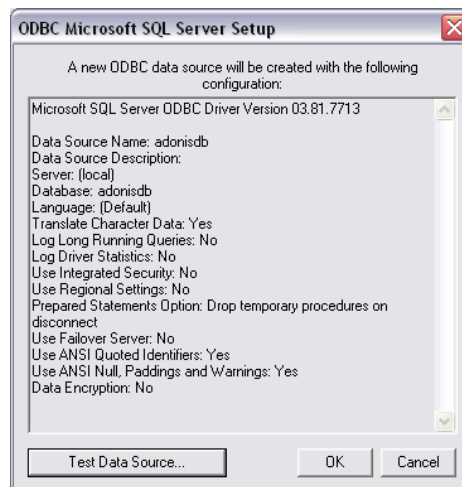 ODBC Microsoft SQL Server Setup
A new ODBC data source will be created with the following
configuration:
Microsoft SQL Server ODBC Driver Version 03.81.7713
Data Source Name: adonisdb
Data Source Description:
Server: (local)
Database: adonisdb
Language: (Default)
Translate Character Data: Yes
Log Long Running Queries: No
Log Driver Statistics: No
Use Integrated Security: No
Use Regional Settings: No
Prepared Statements Option: Drop temporary procedures on
disconnect
Use Failover Server: No
Use ANSI Quoted Identifiers: Yes
Use ANSI Null, Paddings and Warnings: Yes
Data Encryption: No
Test Data Source... OK Cancel